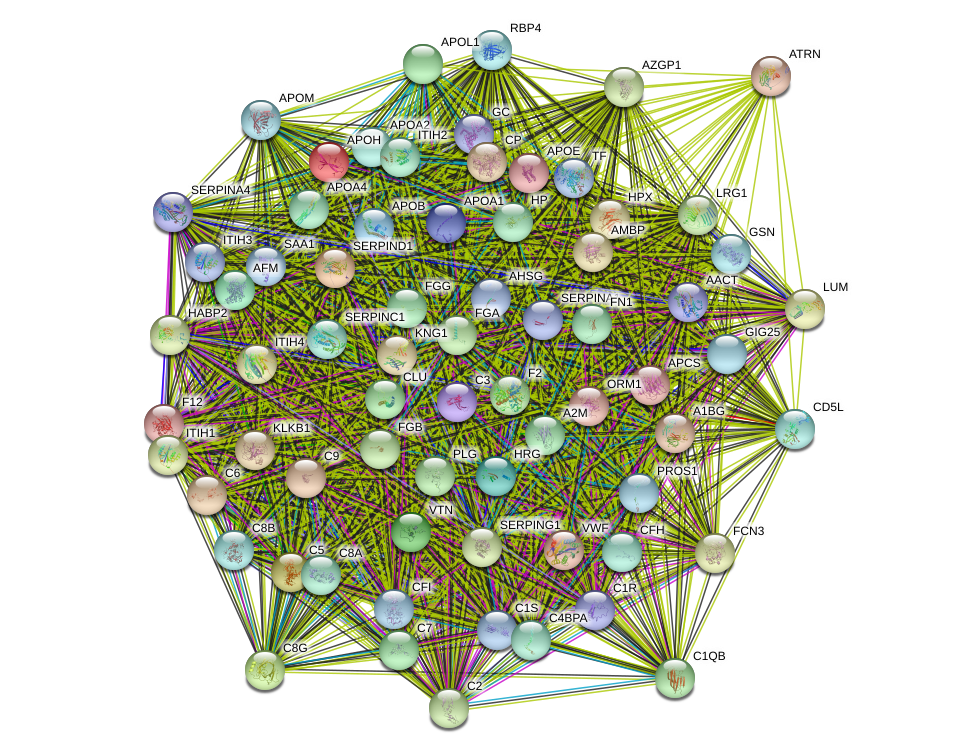 RBP4
APOL1
ATRN
AZGP1
APOM
GC
APOA2
ITIH2
APOH
CP
APOE
TF
APOA4
SERPINA4
LRG1
HPX
APOA1
HP
APOB
AMBP
GSN
ITIH3
SAA1
SERPIND1
AFM
AHSG
AACT
LUM
FGG
SERPINA
FN1
HABP2
SERPINC1
FGA
KNG1
GIG25
ITIH4
APCS
CLU
C3
F2
ORM1
F12
A2M
A1BG
CD5L
ITIH1
KLKB1
FGB
C9
PLG
HRG
C6
PROS1
VTN
C8B
SERPING1
VWF
CFH
FCN3
C5
C8A
CFI
C1R
C1S
C4BPA
C7
C8G
C1QB
C2